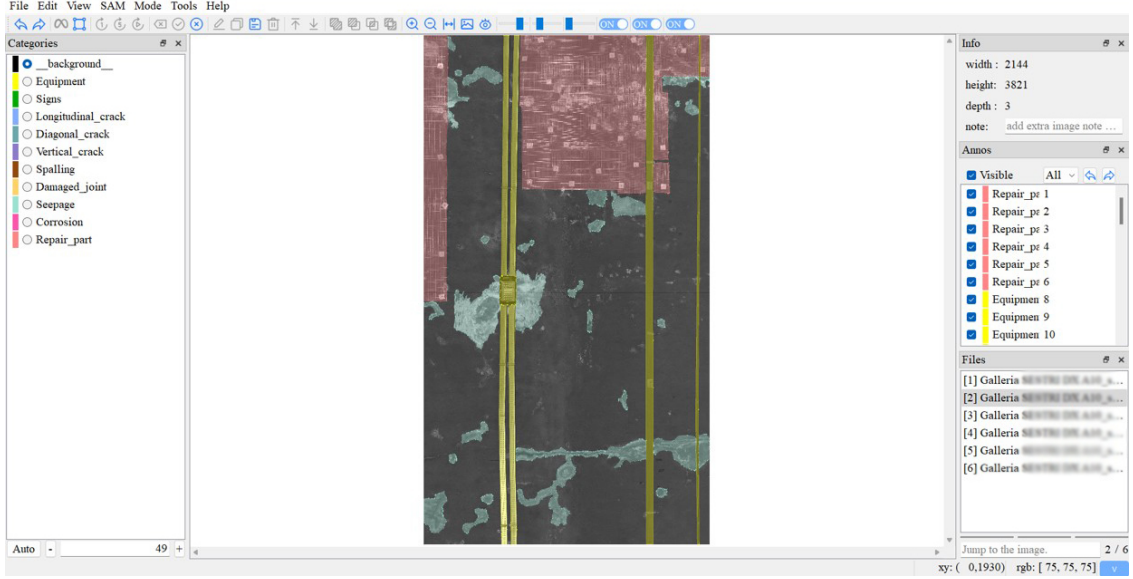 File Edit View SAM Mode Tools Help
ON ON ON
Categories
__background__
Equipment
Signs
Longitudinal_crack
Diagonal_crack
Vertical_crack
Spalling
Damaged_joint
Seepage
Corrosion
Repair_part
Auto - 49 +
Info
width : 2144
height: 3821
depth : 3
note: add extra image note ...
Annos
Visible All
Repair_pa 1
Repair_pa 2
Repair_pa 3
Repair_pa 4
Repair_pa 5
Repair_pa 6
Equipmen 8
Equipmen 9
Equipmen 10
Files
[1] Galleria
[2] Galleria
[3] Galleria
[4] Galleria
[5] Galleria
[6] Galleria
Jump to the image. 2 / 6
xy: ( 0,1930) rgb: [ 75, 75, 75] v